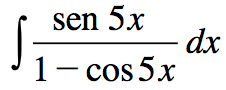 ∫ sen 5x / (1 − cos 5x) dx